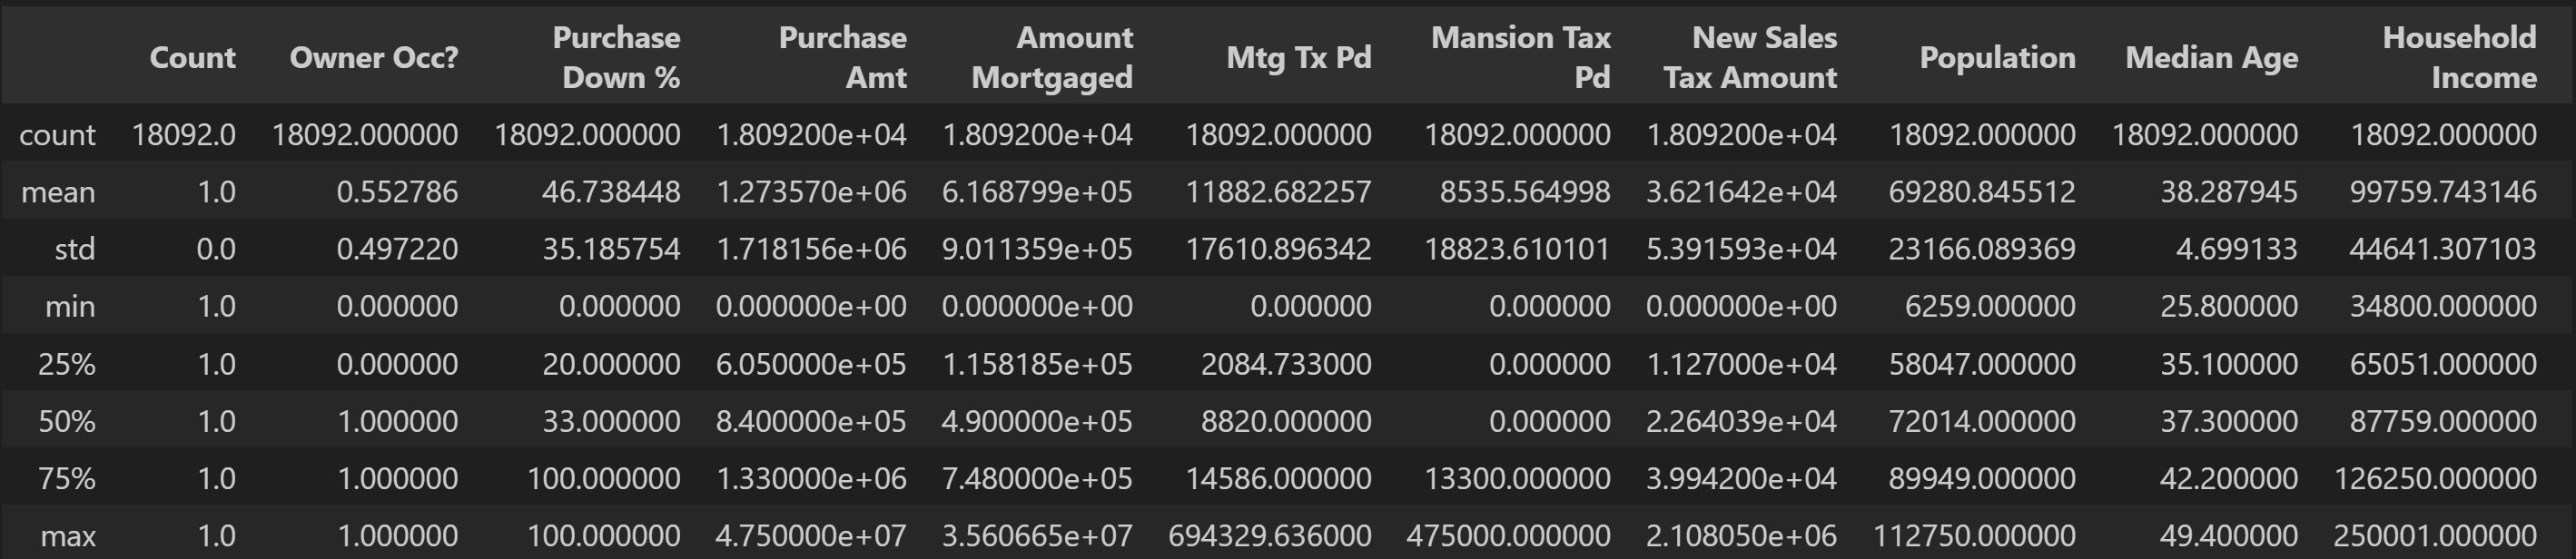 Count Owner Occ? Purchase Down % Purchase Amt Amount Mortgaged Mtg Tx Pd Mansion Tax Pd New Sales Tax Amount Population Median Age Household Income
count 18092.0 18092.000000 18092.000000 1.809200e+04 1.809200e+04 18092.000000 18092.000000 1.809200e+04 18092.000000 18092.000000 18092.000000
mean 1.0 0.552786 46.738448 1.273570e+06 6.168799e+05 11882.682257 8535.564998 3.621642e+04 69280.845512 38.287945 99759.743146
std 0.0 0.497220 35.185754 1.718156e+06 9.011359e+05 17610.896342 18823.610101 5.391593e+04 23166.089369 4.699133 44641.307103
min 1.0 0.000000 0.000000 0.000000e+00 0.000000e+00 0.000000 0.000000 0.000000e+00 6259.000000 25.800000 34800.000000
25% 1.0 0.000000 20.000000 6.050000e+05 1.158185e+05 2084.733000 0.000000 1.127000e+04 58047.000000 35.100000 65051.000000
50% 1.0 1.000000 33.000000 8.400000e+05 4.900000e+05 8820.000000 0.000000 2.264039e+04 72014.000000 37.300000 87759.000000
75% 1.0 1.000000 100.000000 1.330000e+06 7.480000e+05 14586.000000 13300.000000 3.994200e+04 89949.000000 42.200000 126250.000000
max 1.0 1.000000 100.000000 4.750000e+07 3.560665e+07 694329.636000 475000.000000 2.108050e+06 112750.000000 49.400000 250001.000000